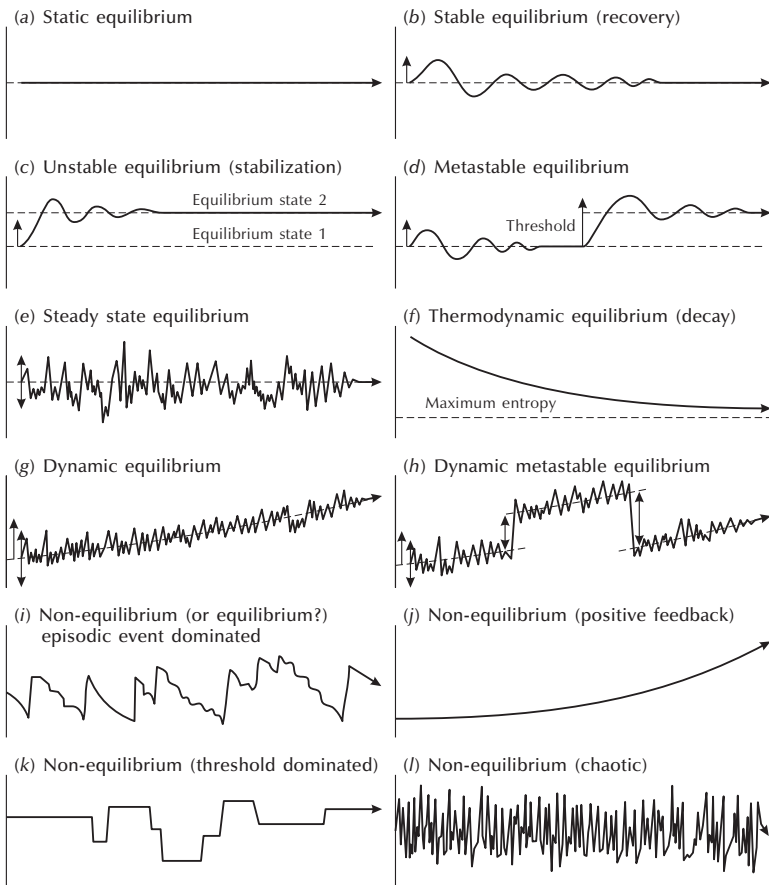 (a) Static equilibrium
(b) Stable equilibrium (recovery)
(c) Unstable equilibrium (stabilization)
Equilibrium state 2
Equilibrium state 1
(d) Metastable equilibrium
Threshold
(e) Steady state equilibrium
(f) Thermodynamic equilibrium (decay)
Maximum entropy
(g) Dynamic equilibrium
(h) Dynamic metastable equilibrium
(i) Non-equilibrium (or equilibrium?)
episodic event dominated
(j) Non-equilibrium (positive feedback)
(k) Non-equilibrium (threshold dominated)
(l) Non-equilibrium (chaotic)